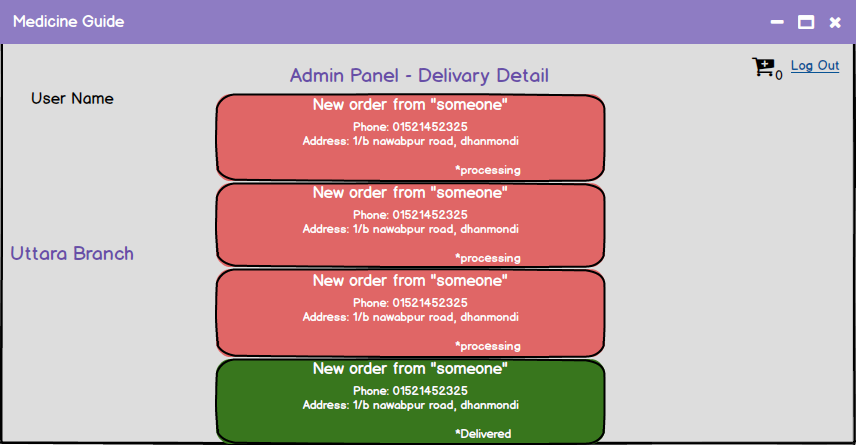 Medicine Guide
Admin Panel - Delivary Detail
0
Log Out
User Name
New order from "someone"
Phone: 01521452325
Address: 1/b nawabpur road, dhanmondi
*processing
New order from "someone"
Phone: 01521452325
Address: 1/b nawabpur road, dhanmondi
*processing
Uttara Branch
New order from "someone"
Phone: 01521452325
Address: 1/b nawabpur road, dhanmondi
*processing
New order from "someone"
Phone: 01521452325
Address: 1/b nawabpur road, dhanmondi
*Delivered